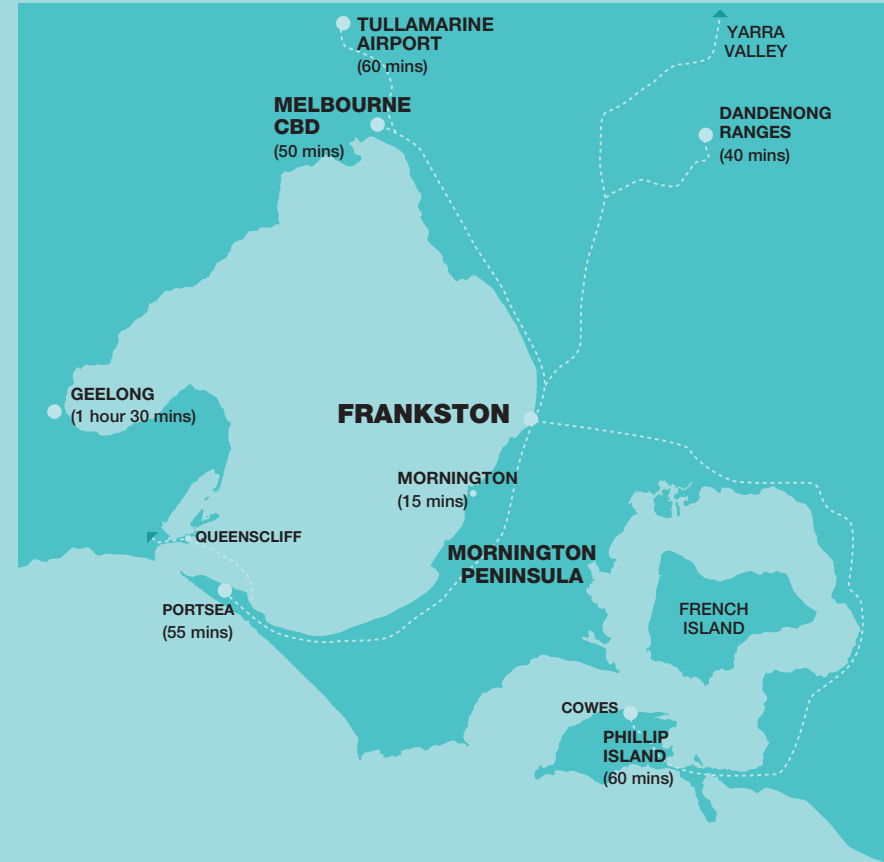 TULLAMARINE
AIRPORT
(60 mins)
YARRA
VALLEY
MELBOURNE
CBD
(50 mins)
DANDENONG
RANGES
(40 mins)
GEELONG
(1 hour 30 mins)
FRANKSTON
MORNINGTON
(15 mins)
QUEENSCLIFF
MORNINGTON
PENINSULA
PORTSEA
(55 mins)
FRENCH
ISLAND
COWES
PHILLIP
ISLAND
(60 mins)